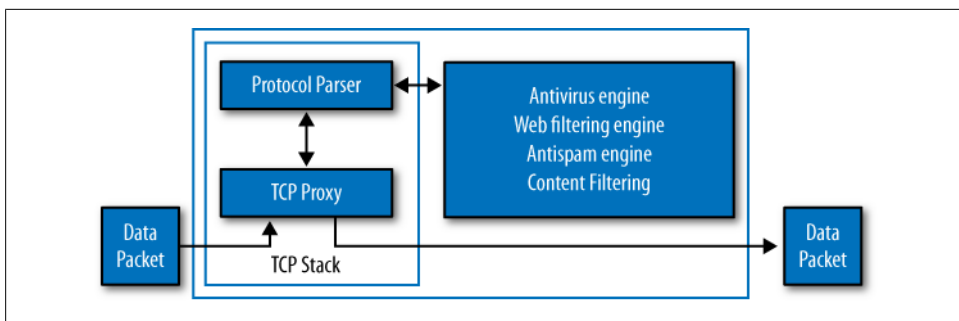 Protocol Parser
Antivirus engine
Web filtering engine
Antispam engine
Content Filtering
TCP Proxy
Data
Packet
TCP Stack
Data
Packet